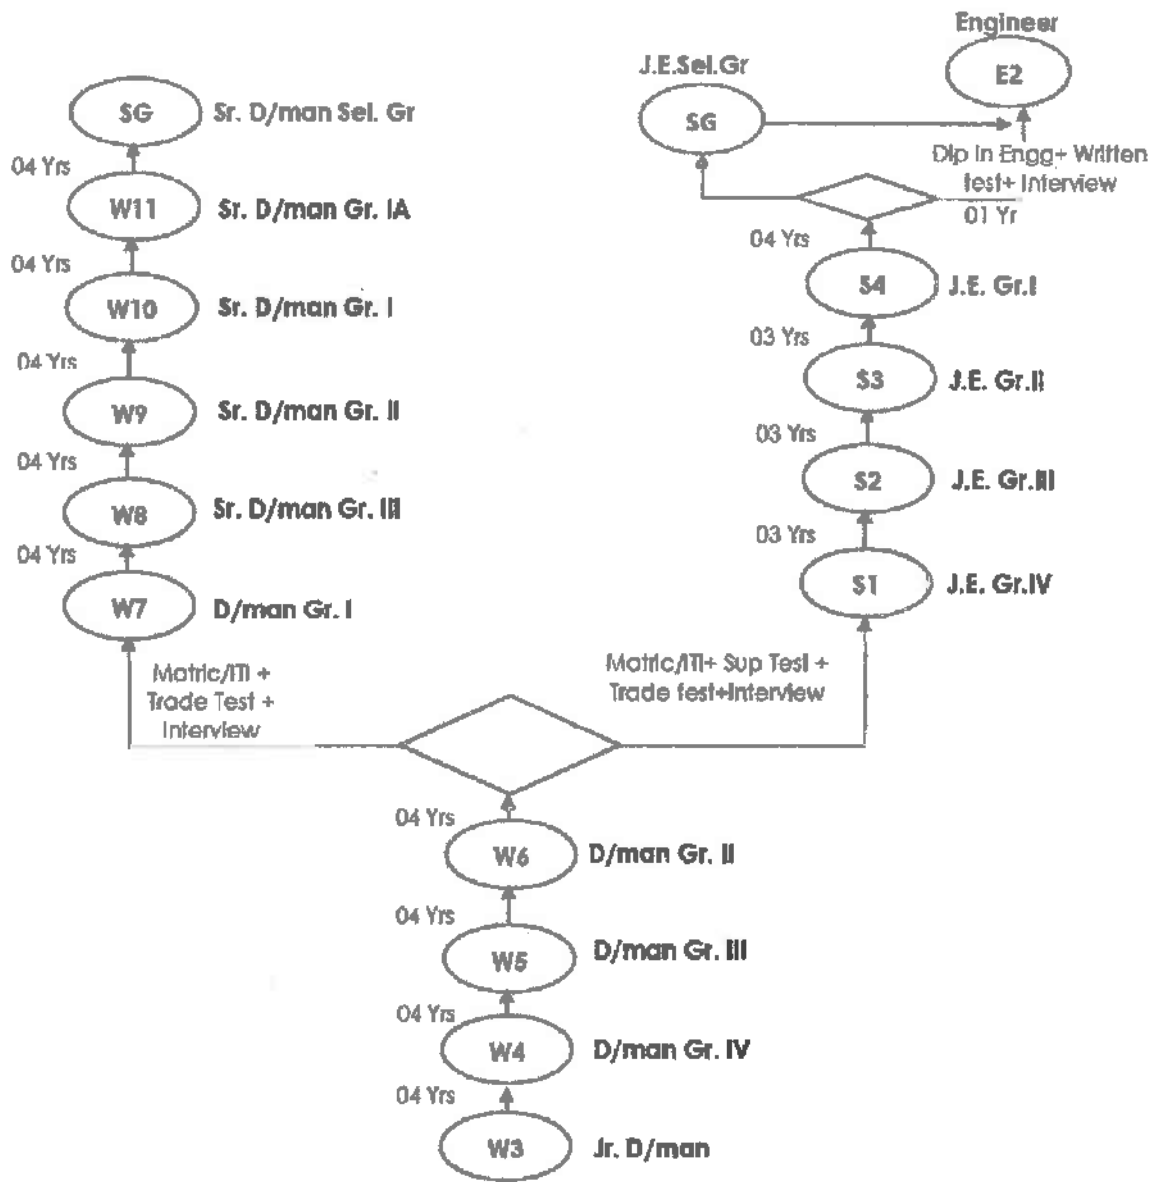 Engineer
E2
J.E.Sel.Gr
SG
SG
Sr. D/man Sel. Gr
Dip in Engg+ Written
test+ Interview
04 Yrs
W11
Sr. D/man Gr. IA
01 Yr
04 Yrs
04 Yrs
S4
J.E. Gr.I
W10
Sr. D/man Gr. I
03 Yrs
04 Yrs
S3
J.E. Gr.II
W9
Sr. D/man Gr. II
03 Yrs
04 Yrs
S2
J.E. Gr.III
W8
Sr. D/man Gr. III
03 Yrs
04 Yrs
S1
J.E. Gr.IV
W7
D/man Gr. I
Matric/ITI +
Trade Test +
Interview
Matric/ITI+ Sup Test +
Trade test+Interview
04 Yrs
W6
D/man Gr. II
04 Yrs
W5
D/man Gr. III
04 Yrs
W4
D/man Gr. IV
04 Yrs
W3
Jr. D/man